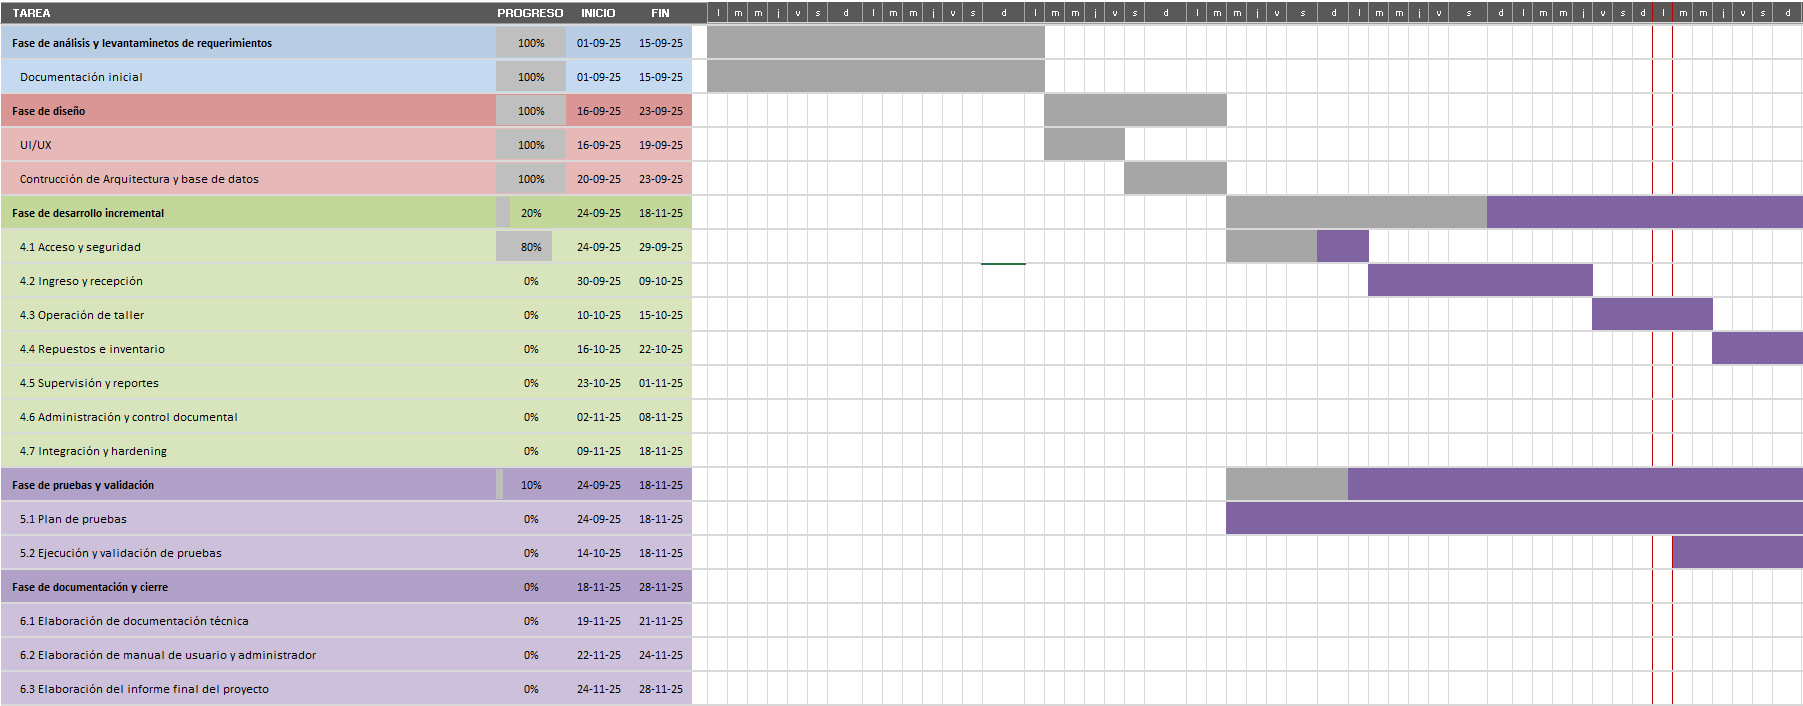 TAREA PROGRESO INICIO FIN l m m j v s d l m m j v s d l m m j v s d l m m j v s d l m m j v s d l m m j v s d l m m j v s d
Fase de análisis y levantaminetos de requerimientos 100% 01-09-25 15-09-25
Documentación inicial 100% 01-09-25 15-09-25
Fase de diseño 100% 16-09-25 23-09-25
UI/UX 100% 16-09-25 19-09-25
Contrucción de Arquitectura y base de datos 100% 20-09-25 23-09-25
Fase de desarrollo incremental 20% 24-09-25 18-11-25
4.1 Acceso y seguridad 80% 24-09-25 29-09-25
4.2 Ingreso y recepción 0% 30-09-25 09-10-25
4.3 Operación de taller 0% 10-10-25 15-10-25
4.4 Repuestos e inventario 0% 16-10-25 22-10-25
4.5 Supervisión y reportes 0% 23-10-25 01-11-25
4.6 Administración y control documental 0% 02-11-25 08-11-25
4.7 Integración y hardening 0% 09-11-25 18-11-25
Fase de pruebas y validación 10% 24-09-25 18-11-25
5.1 Plan de pruebas 0% 24-09-25 18-11-25
5.2 Ejecución y validación de pruebas 0% 14-10-25 18-11-25
Fase de documentación y cierre 0% 18-11-25 28-11-25
6.1 Elaboración de documentación técnica 0% 19-11-25 21-11-25
6.2 Elaboración de manual de usuario y administrador 0% 22-11-25 24-11-25
6.3 Elaboración del informe final del proyecto 0% 24-11-25 28-11-25